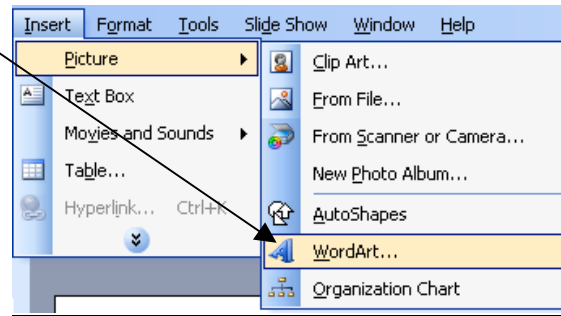 Insert Format Tools Slide Show Window Help
Picture
Text Box
Movies and Sounds
Table...
Hyperlink... Ctrl+K
Clip Art...
From File...
From Scanner or Camera...
New Photo Album...
AutoShapes
WordArt...
Organization Chart